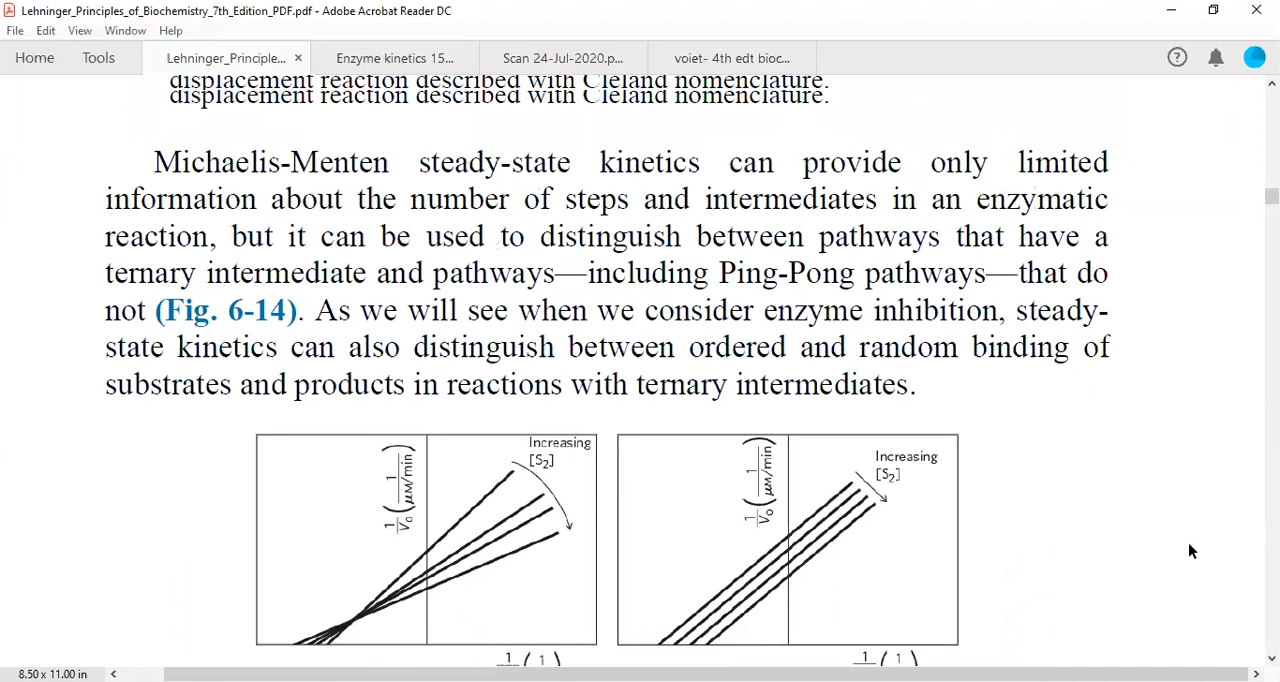 Lehninger_Principles_of_Biochemistry_7th_Edition_PDF.pdf - Adobe Acrobat Reader DC
File Edit View Window Help
Home Tools Lehninger_Principle... × Enzyme kinetics 15... Scan 24-Jul-2020.p... voiet- 4th edt bioc...
displacement reaction described with Cleland nomenclature.
displacement reaction described with Cleland nomenclature.
Michaelis-Menten steady-state kinetics can provide only limited
information about the number of steps and intermediates in an enzymatic
reaction, but it can be used to distinguish between pathways that have a
ternary intermediate and pathways—including Ping-Pong pathways—that do
not (Fig. 6-14). As we will see when we consider enzyme inhibition, steady-
state kinetics can also distinguish between ordered and random binding of
substrates and products in reactions with ternary intermediates.
Increasing
[S₂]
1/V₀ (1/μM/min)
Increasing
[S₂]
1/V₀ (1/μM/min)
1 ( 1 )
1 ( 1 )
8.50 x 11.00 in